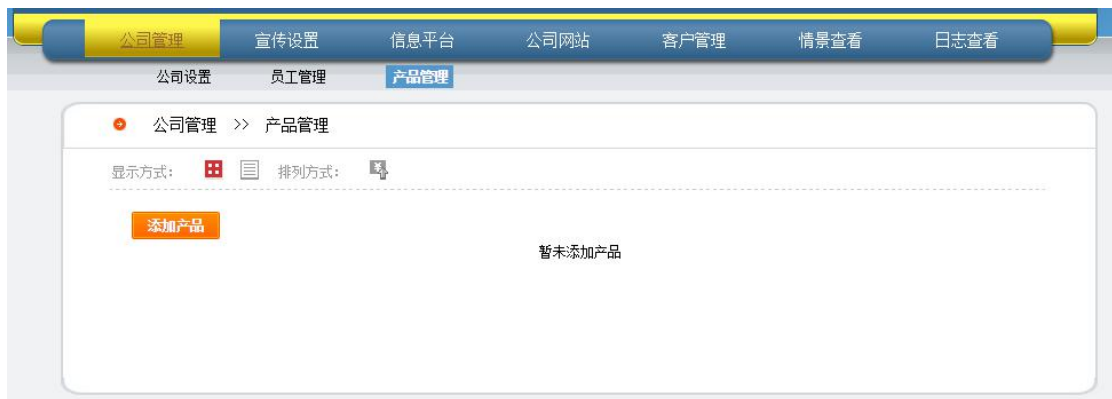 公司管理 宣传设置 信息平台 公司网站 客户管理 情景查看 日志查看
公司设置 员工管理 产品管理
公司管理 >> 产品管理
显示方式： 排列方式： ¥
添加产品
暂未添加产品